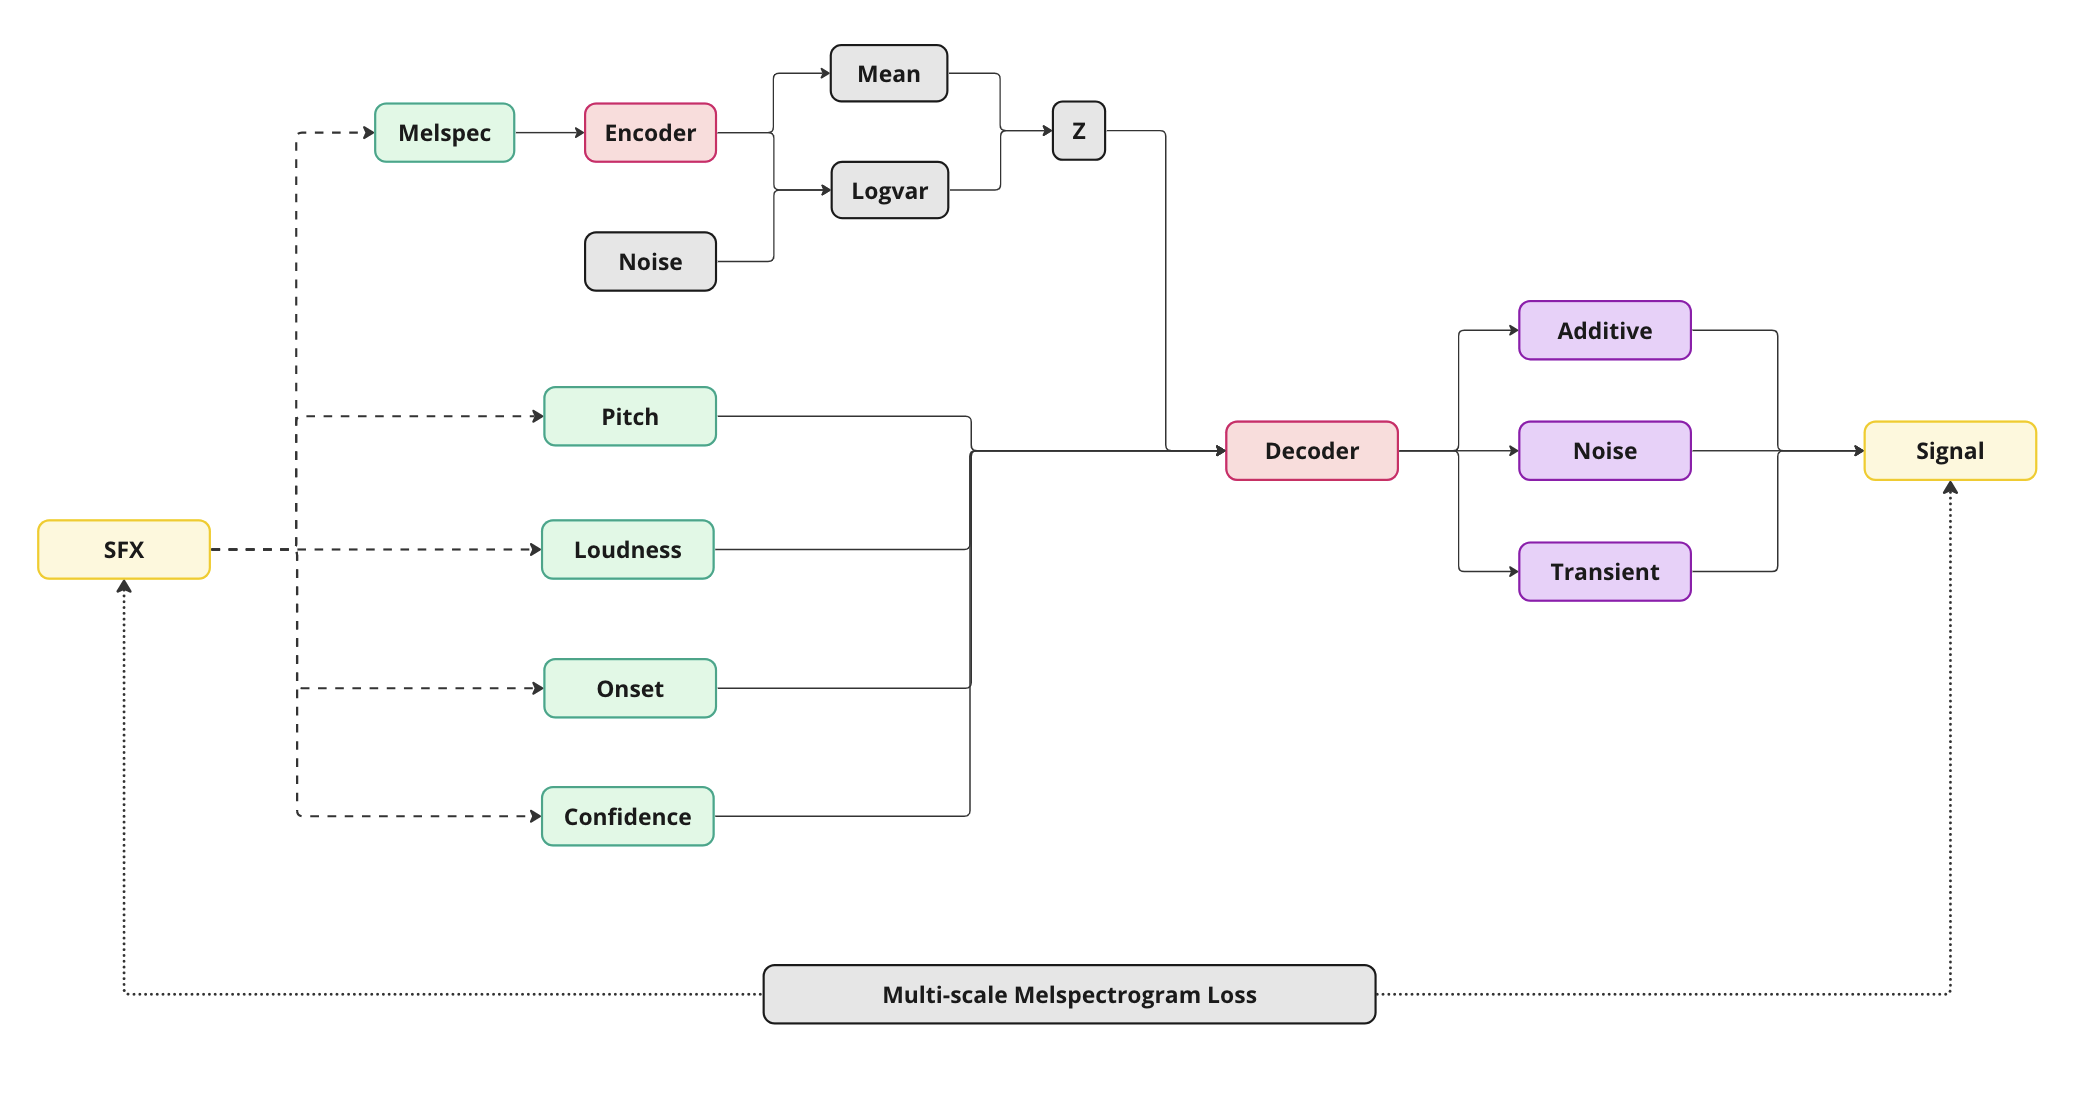 Mean
Melspec
Encoder
Z
Logvar
Noise
Additive
Pitch
Decoder
Noise
Signal
SFX
Loudness
Transient
Onset
Confidence
Multi-scale Melspectrogram Loss